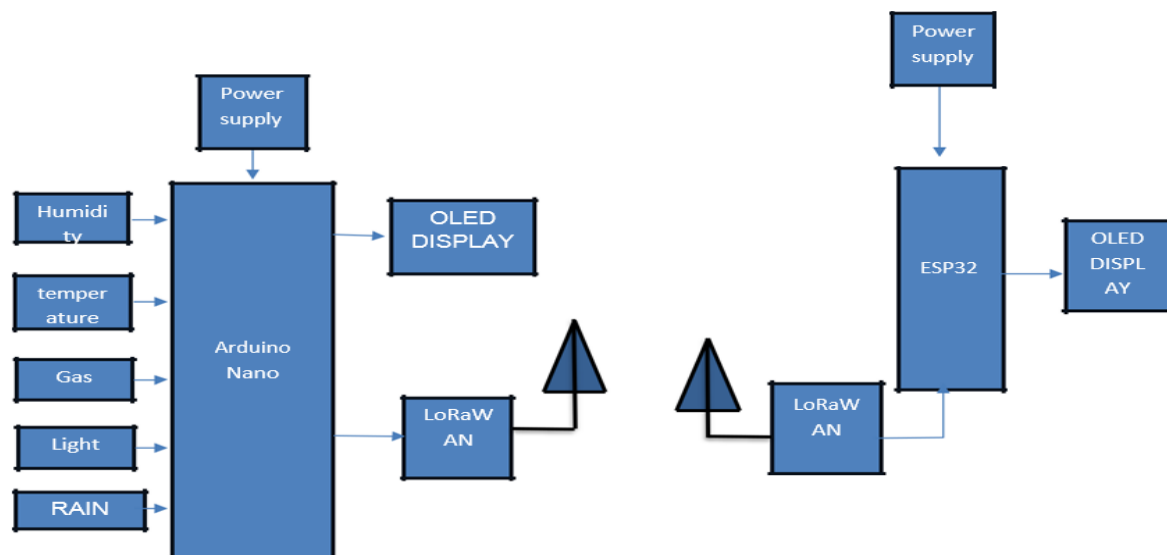 Power
supply
Humidi
ty
temper
ature
Gas
Light
RAIN
Arduino
Nano
OLED
DISPLAY
LoRaW
AN
Power
supply
ESP32
OLED
DISPL
AY
LoRaW
AN